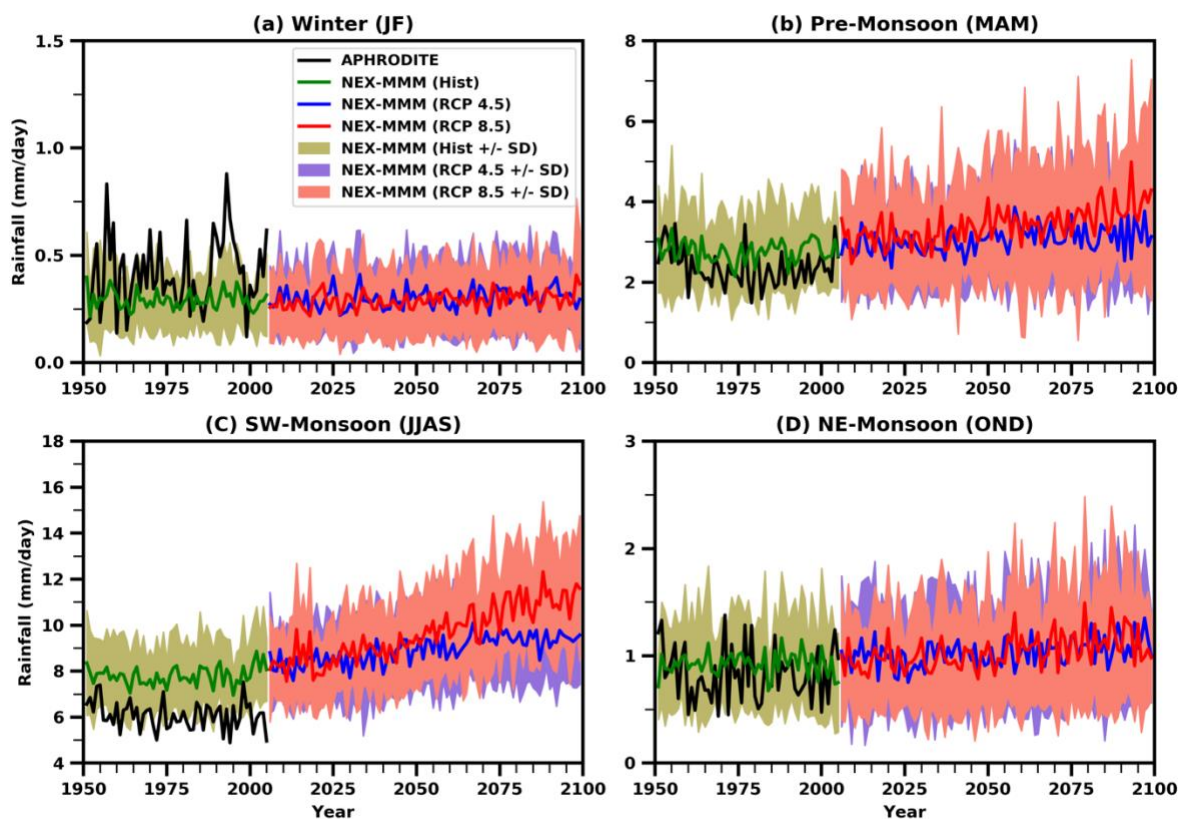 (a) Winter (JF)
1.5
1.0
0.5
0.0
Rainfall (mm/day)
APHRODITE
NEX-MMM (Hist)
NEX-MMM (RCP 4.5)
NEX-MMM (RCP 8.5)
NEX-MMM (Hist +/- SD)
NEX-MMM (RCP 4.5 +/- SD)
NEX-MMM (RCP 8.5 +/- SD)
1950 1975 2000 2025 2050 2075 2100
(b) Pre-Monsoon (MAM)
8
6
4
2
0
1950 1975 2000 2025 2050 2075 2100
(C) SW-Monsoon (JJAS)
18
16
14
12
10
8
6
4
Rainfall (mm/day)
1950 1975 2000 2025 2050 2075 2100
Year
(D) NE-Monsoon (OND)
3
2
1
0
1950 1975 2000 2025 2050 2075 2100
Year